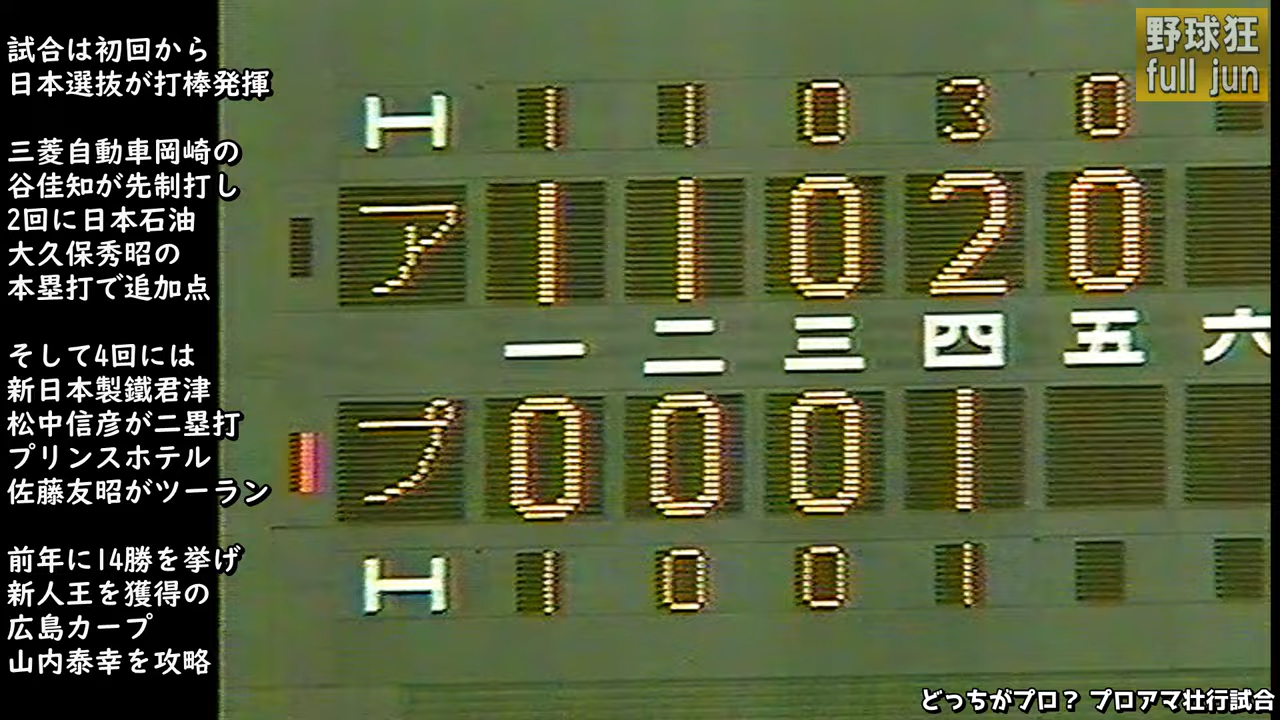 試合は初回から
日本選抜が打棒発揮
三菱自動車岡崎の
谷佳知が先制打し
2回に日本石油
大久保秀昭の
本塁打で追加点
そして4回には
新日本製鐵君津
松中信彦が二塁打
プリンスホテル
佐藤友昭がツーラン
前年に14勝を挙げ
新人王を獲得の
広島カープ
山内泰幸を攻略
野球狂
full jun
H 1 1 0 3 0
ア 1 1 0 2 0
一 二 三 四 五 六
プ 0 0 0 1
H 1 0 0 1
どっちがプロ? プロアマ壮行試合